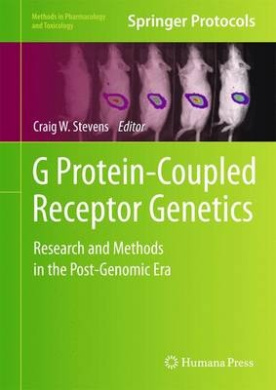 Methods in Pharmacology
and Toxicology
Springer Protocols
Craig W. Stevens Editor
G Protein-Coupled
Receptor Genetics
Research and Methods
in the Post-Genomic Era
Humana Press